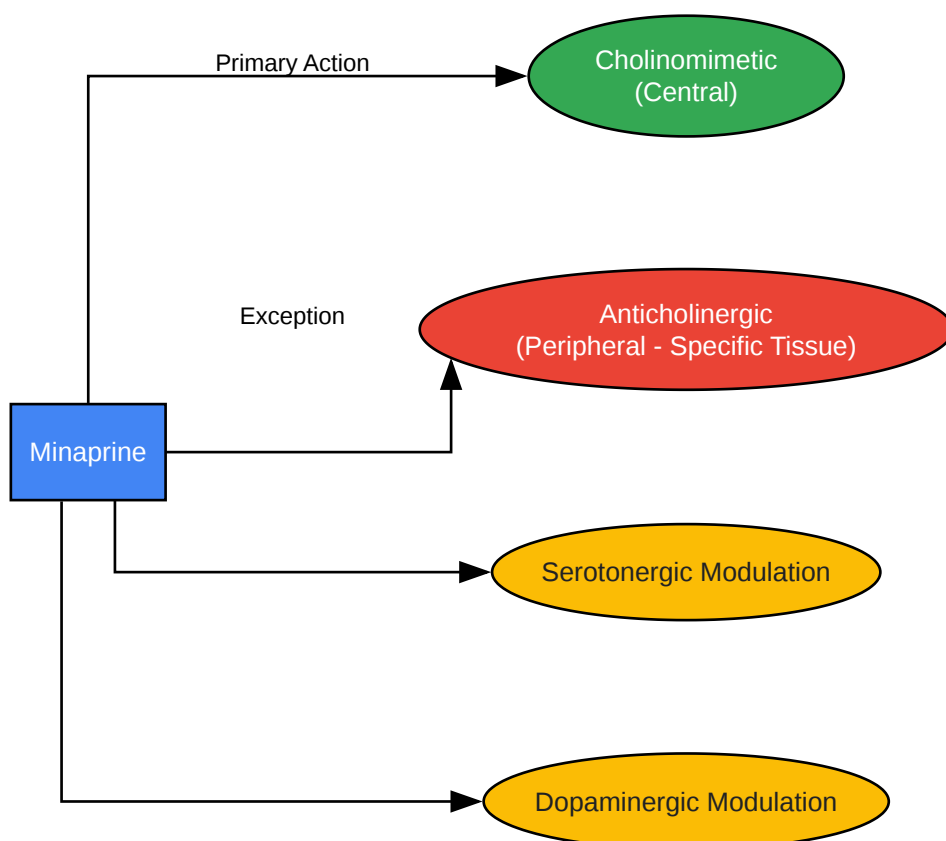 Primary Action
Cholinomimetic
(Central)
Exception
Anticholinergic
(Peripheral - Specific Tissue)
Minaprine
Serotonergic Modulation
Dopaminergic Modulation